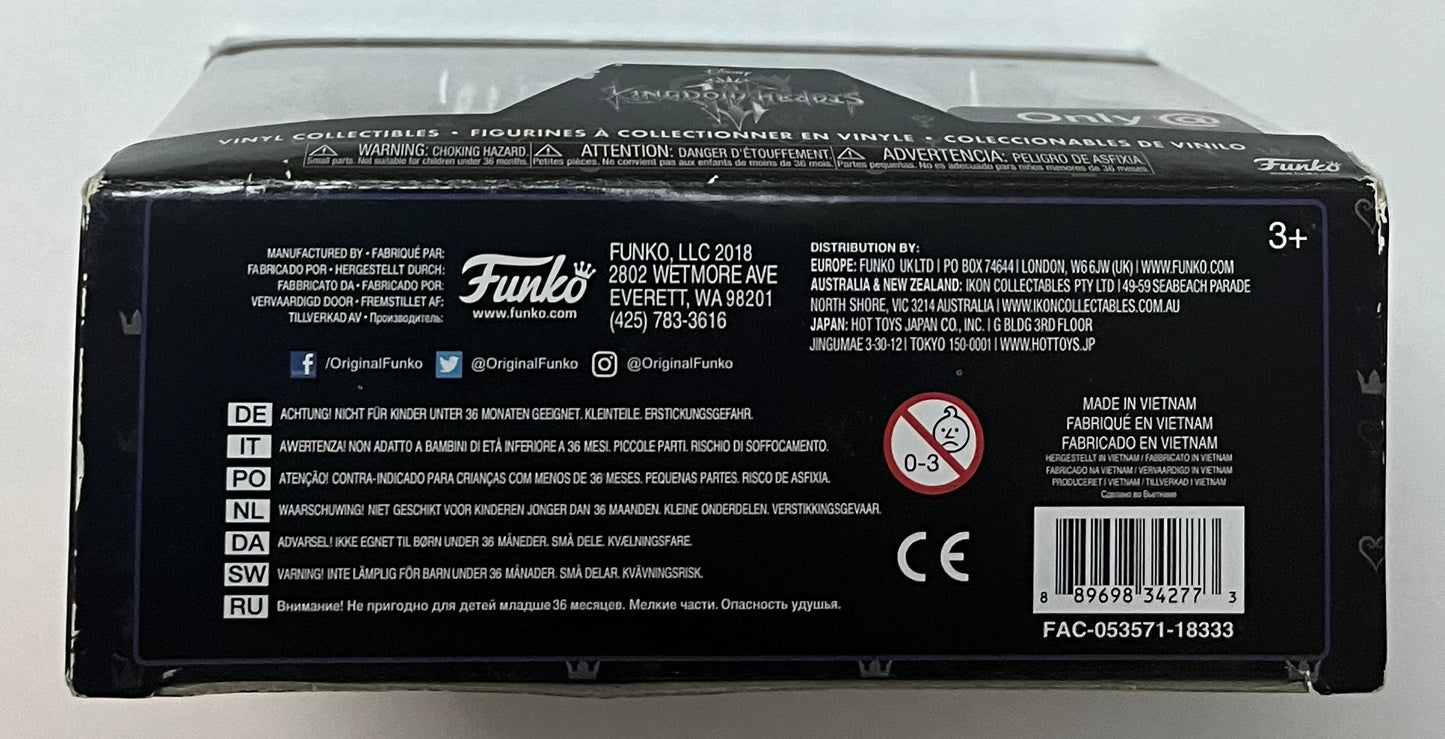 Disney
KINGDOM HEARTS
Only
VINYL COLLECTIBLES • FIGURINES À COLLECTIONNER EN VINYLE • COLECCIONABLES DE VINILO
WARNING: CHOKING HAZARD.
Small parts. Not suitable for children under 36 months.
ATTENTION: DANGER D'ÉTOUFFEMENT.
Petites pièces. Ne convient pas aux enfants de moins de 36 mois.
ADVERTENCIA: PELIGRO DE ASFIXIA
Partes pequeñas. No es adecuado para niños menores de 36 meses
Funko
3+
MANUFACTURED BY • FABRIQUÉ PAR:
FABRICADO POR • HERGESTELLT DURCH:
FABBRICATO DA • FABRICADO POR:
VERVAARDIGD DOOR • FREMSTILLET AF:
TILLVERKAD AV • Производитель:
Funko
www.funko.com
FUNKO, LLC 2018
2802 WETMORE AVE
EVERETT, WA 98201
(425) 783-3616
DISTRIBUTION BY:
EUROPE: FUNKO UK LTD | PO BOX 74644 | LONDON, W6 6JW (UK) | WWW.FUNKO.COM
AUSTRALIA & NEW ZEALAND: IKON COLLECTABLES PTY LTD | 49-59 SEABEACH PARADE
NORTH SHORE, VIC 3214 AUSTRALIA | WWW.IKONCOLLECTABLES.COM.AU
JAPAN: HOT TOYS JAPAN CO., INC. | G BLDG 3RD FLOOR
JINGUMAE 3-30-12 | TOKYO 150-0001 | WWW.HOTTOYS.JP
f /OriginalFunko @OriginalFunko @OriginalFunko
DE ACHTUNG! NICHT FÜR KINDER UNTER 36 MONATEN GEEIGNET. KLEINTEILE. ERSTICKUNGSGEFAHR.
IT AWERTENZA! NON ADATTO A BAMBINI DI ETÀ INFERIORE A 36 MESI. PICCOLE PARTI. RISCHIO DI SOFFOCAMENTO.
PO ATENÇÃO! CONTRA-INDICADO PARA CRIANÇAS COM MENOS DE 36 MESES. PEQUENAS PARTES. RISCO DE ASFIXIA.
NL WAARSCHUWING! NIET GESCHIKT VOOR KINDEREN JONGER DAN 36 MAANDEN. KLEINE ONDERDELEN. VERSTIKKINGSGEVAAR.
DA ADVARSEL! IKKE EGNET TIL BØRN UNDER 36 MÅNEDER. SMÅ DELE. KVÆLNINGSFARE.
SW VARNING! INTE LÄMPLIG FÖR BARN UNDER 36 MÅNADER. SMÅ DELAR. KVÄVNINGSRISK.
RU Внимание! Не пригодно для детей младше 36 месяцев. Мелкие части. Опасность удушья.
0-3
CE
MADE IN VIETNAM
FABRIQUÉ EN VIETNAM
FABRICADO EN VIETNAM
HERGESTELLT IN VIETNAM / FABBRICATO IN VIETNAM
FABRICADO NA VIETNAM / VERVAARDIGD IN VIETNAM
PRODUCERET I VIETNAM / TILLVERKAD I VIETNAM
Сделано во Вьетнаме
8 89698 34277 3
FAC-053571-18333